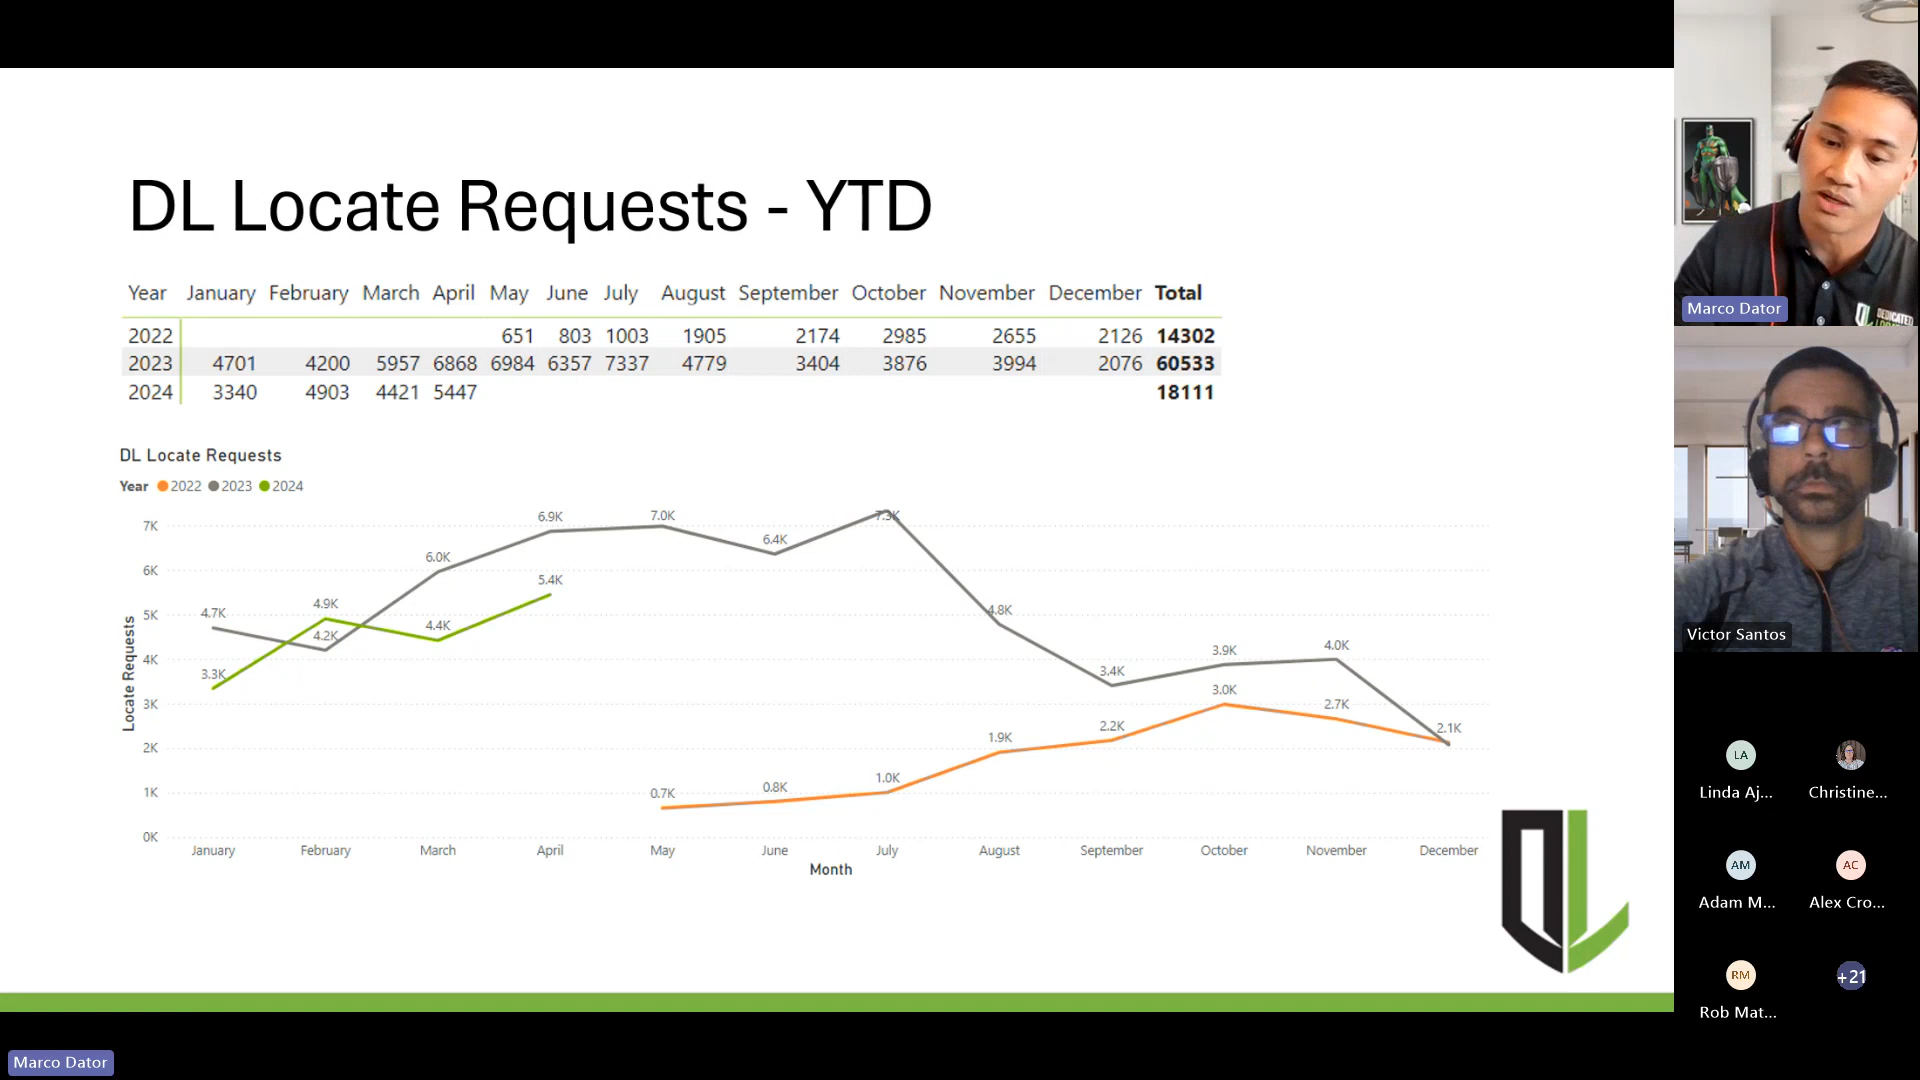 DL Locate Requests - YTD
Year January February March April May June July August September October November December Total
2022 651 803 1003 1905 2174 2985 2655 2126 14302
2023 4701 4200 5957 6868 6984 6357 7337 4779 3404 3876 3994 2076 60533
2024 3340 4903 4421 5447 18111
DL Locate Requests
Year 2022 2023 2024
Locate Requests
7K
6K
5K
4K
3K
2K
1K
0K
4.7K 4.2K 6.0K 6.9K 7.0K 6.4K 7.3K 4.8K 3.4K 3.9K 4.0K 2.1K
3.3K 4.9K 4.4K 5.4K
0.7K 0.8K 1.0K 1.9K 2.2K 3.0K 2.7K
January February March April May June July August September October November December
Month
Marco Dator
DEDICATED
Marco Dator
Victor Santos
LA
Linda Aj...
Christine...
AM
Adam M...
AC
Alex Cro...
RM
Rob Mat...
+21